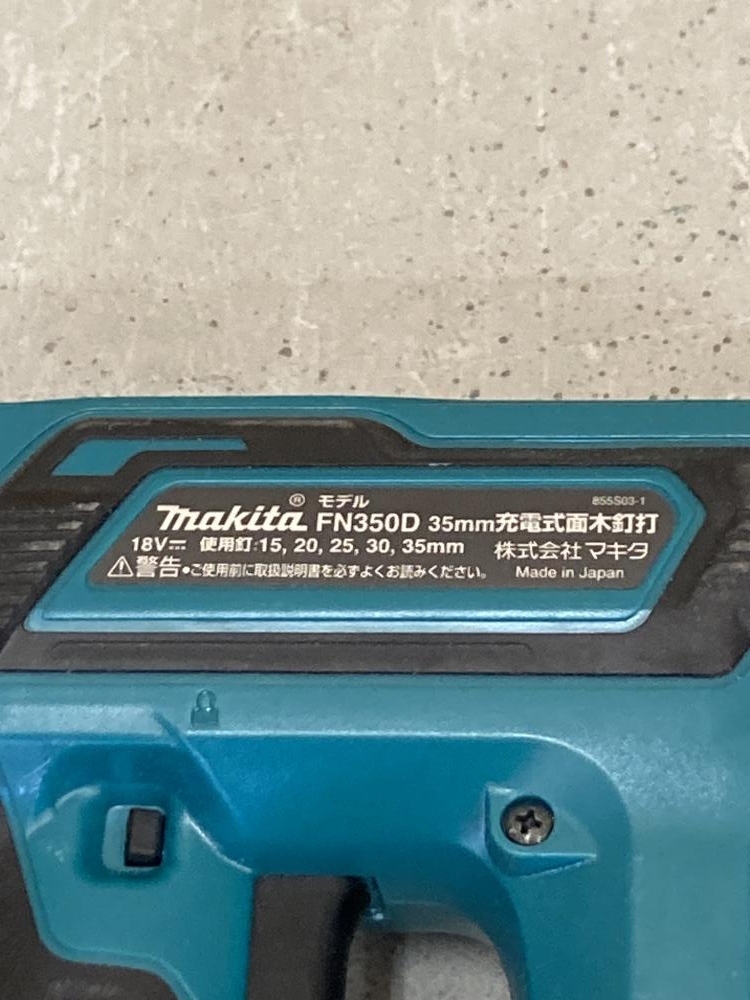 makita® モデル FN350D 35mm充電式面木釘打 855S03-1
18V⎓ 使用釘:15, 20, 25, 30, 35mm 株式会社マキタ
⚠警告•ご使用前に取扱説明書を必ずよくお読みください。 Made in Japan